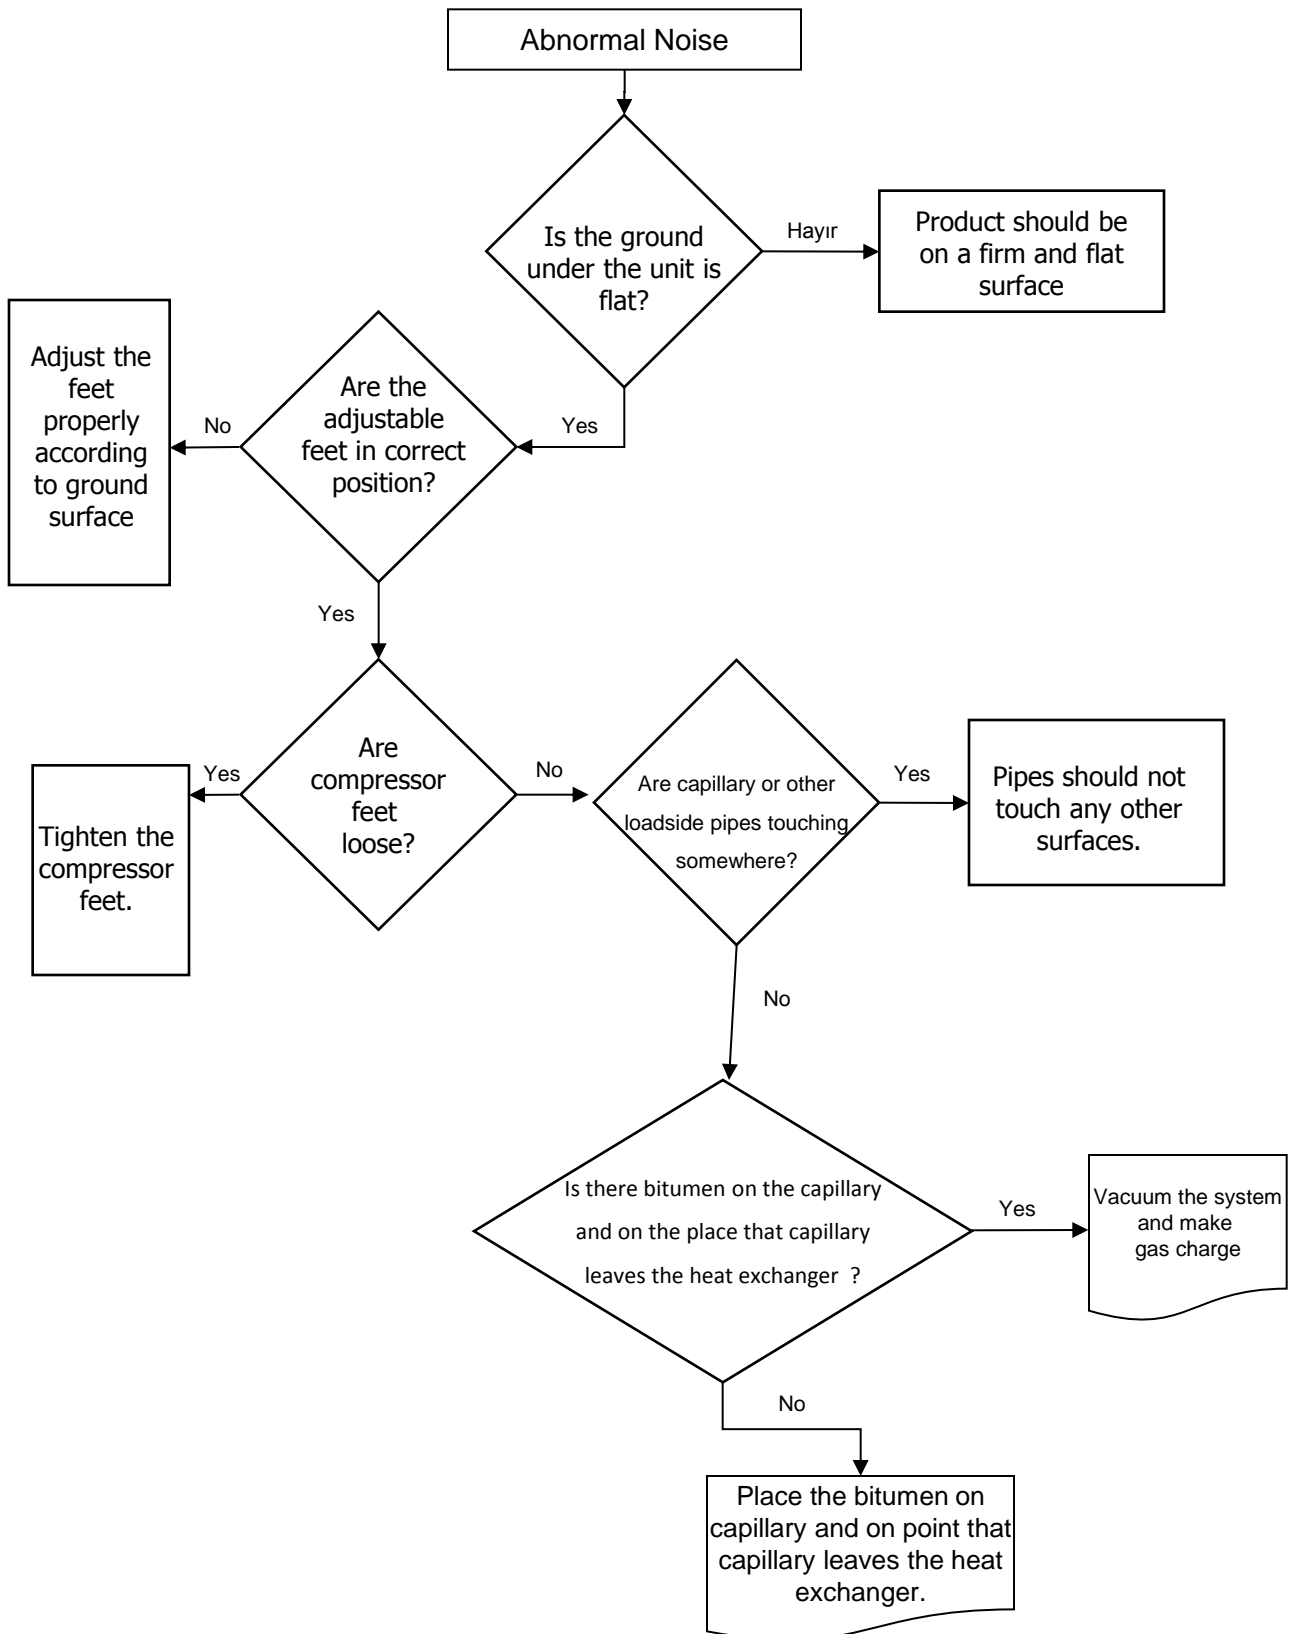 Abnormal Noise
Is the ground
under the unit is
flat?
Hayır
Product should be
on a firm and flat
surface
Yes
Are the
adjustable
feet in correct
position?
No
Adjust the
feet
properly
according
to ground
surface
Yes
Are
compressor
feet
loose?
Yes
Tighten the
compressor
feet.
No
Are capillary or other
loadside pipes touching
somewhere?
Yes
Pipes should not
touch any other
surfaces.
No
Is there bitumen on the capillary
and on the place that capillary
leaves the heat exchanger ?
Yes
Vacuum the system
and make
gas charge
No
Place the bitumen on
capillary and on point that
capillary leaves the heat
exchanger.